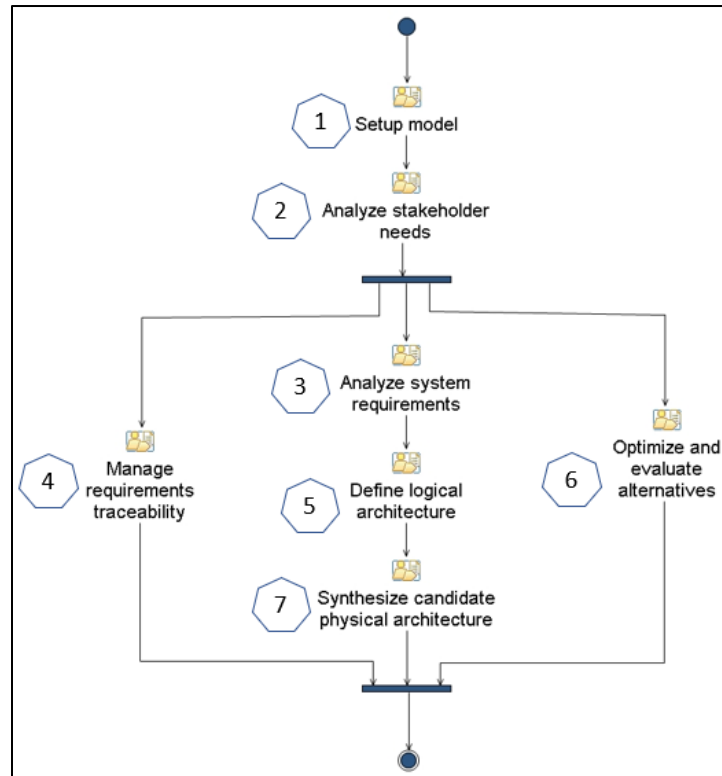 1
Setup model
2
Analyze stakeholder
needs
3
Analyze system
requirements
4
Manage
requirements
traceability
5
Define logical
architecture
6
Optimize and
evaluate
alternatives
7
Synthesize candidate
physical architecture